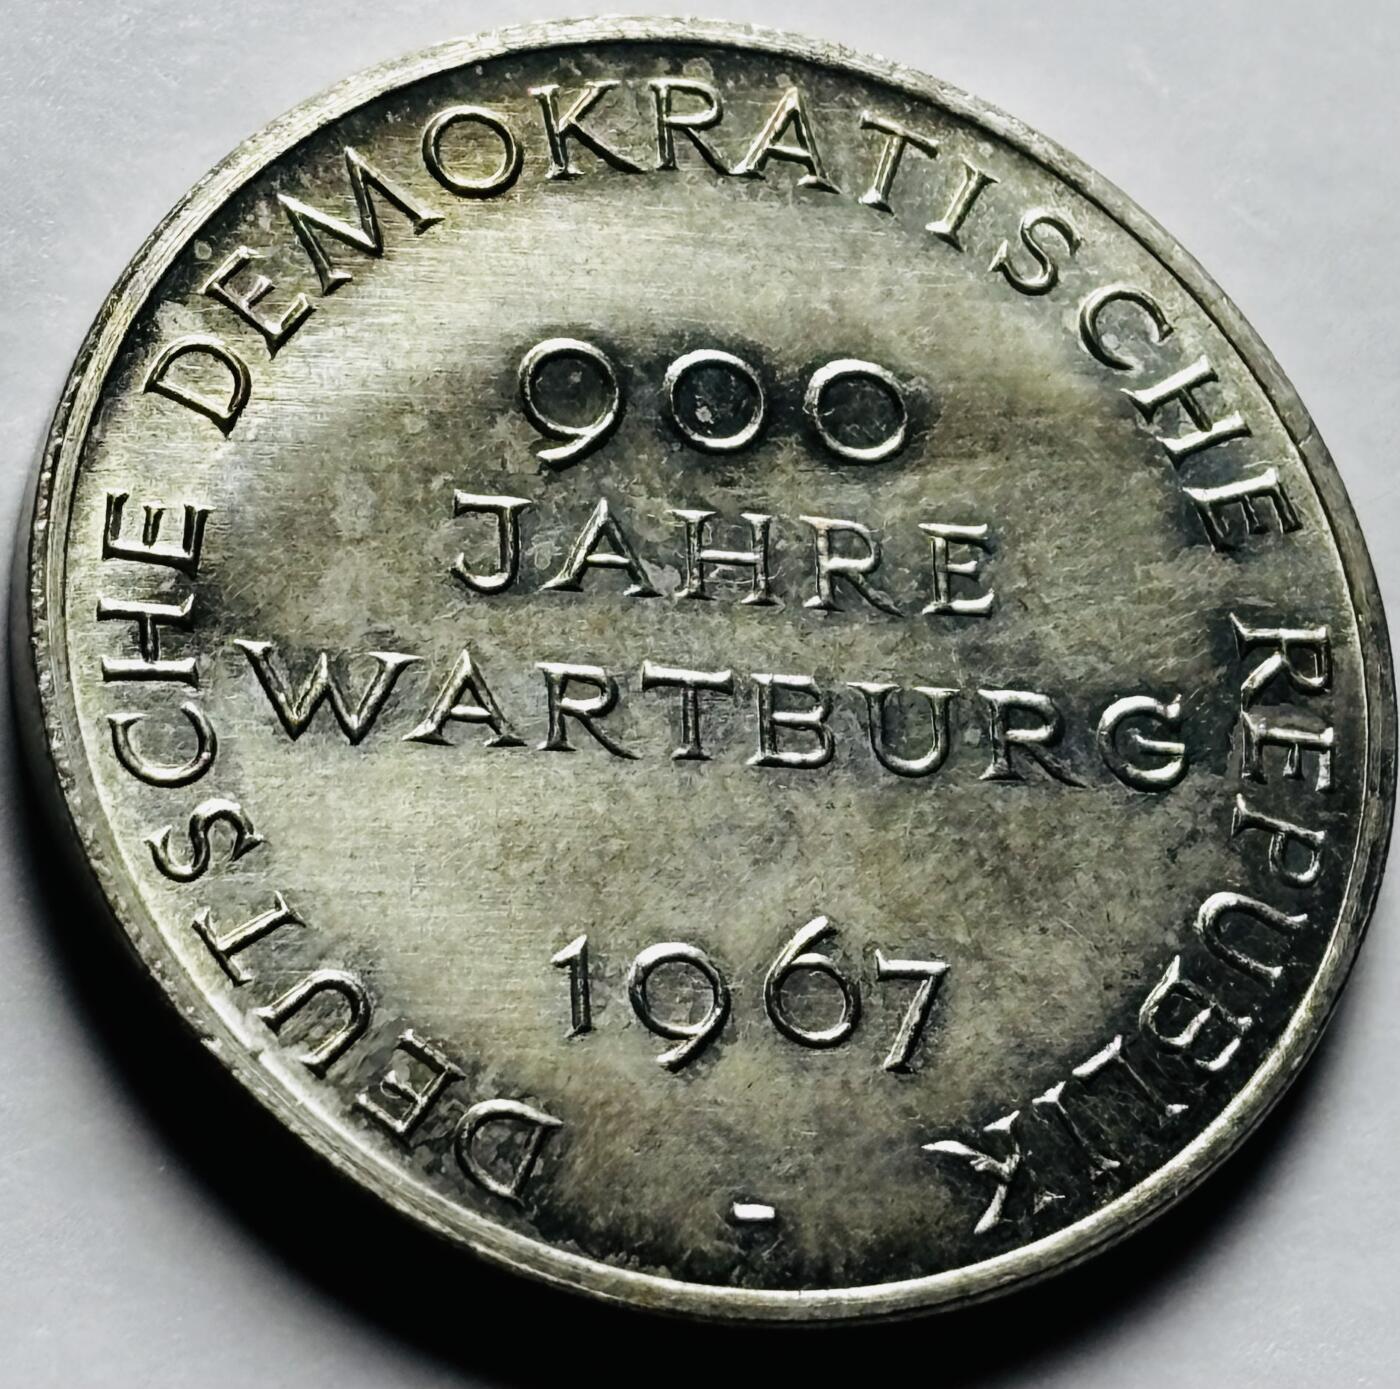 DEUTSCHE DEMOKRATISCHE REPUBLIK
900
JAHRE
WARTBURG
1967